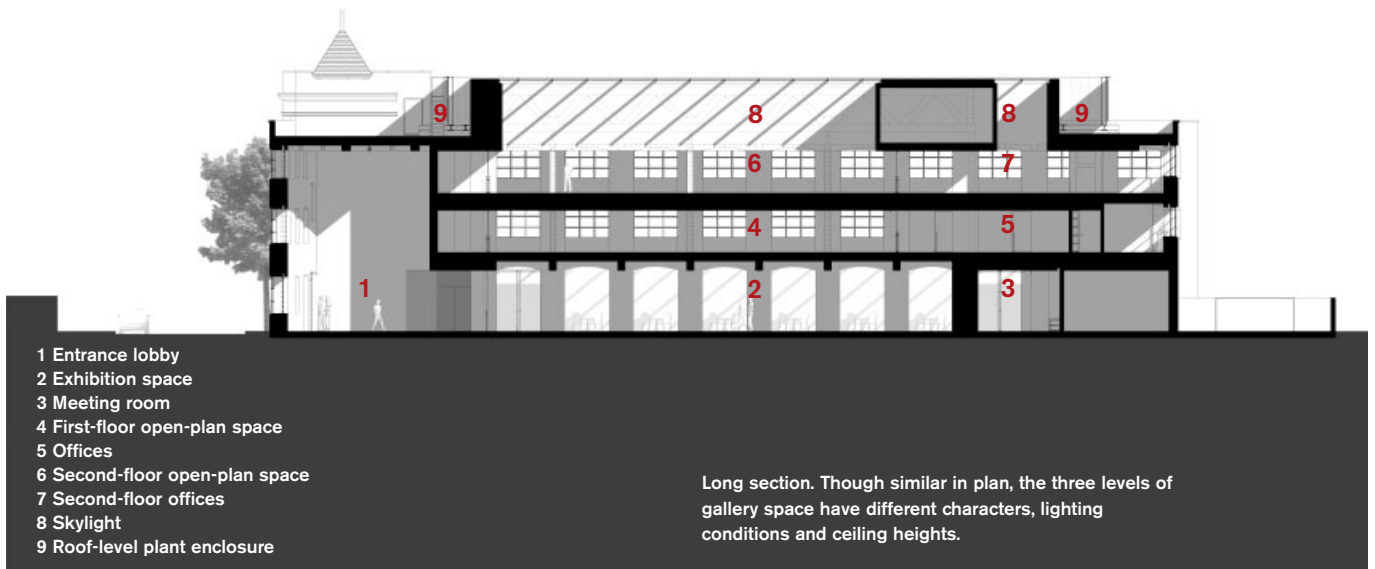 9
8
8
9
6
7
4
5
1
2
3
1 Entrance lobby
2 Exhibition space
3 Meeting room
4 First-floor open-plan space
5 Offices
6 Second-floor open-plan space
7 Second-floor offices
8 Skylight
9 Roof-level plant enclosure
Long section. Though similar in plan, the three levels of
gallery space have different characters, lighting
conditions and ceiling heights.